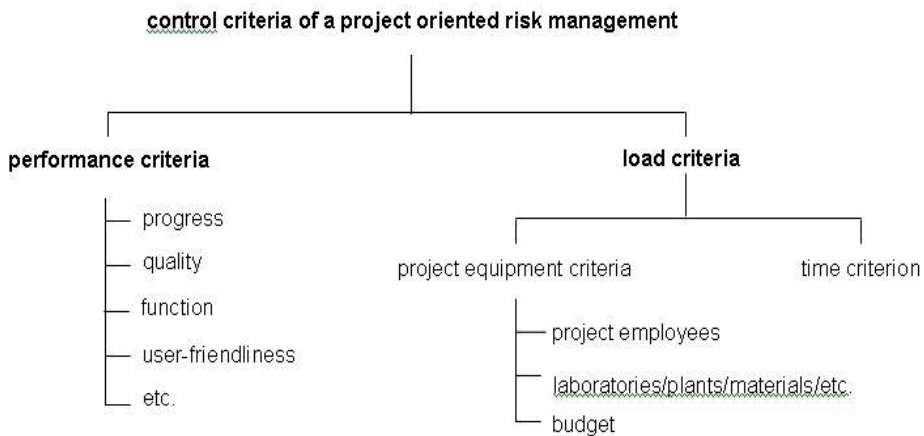 control criteria of a project oriented risk management
performance criteria
load criteria
progress
quality
function
user-friendliness
etc.
project equipment criteria
time criterion
project employees
laboratories/plants/materials/etc.
budget